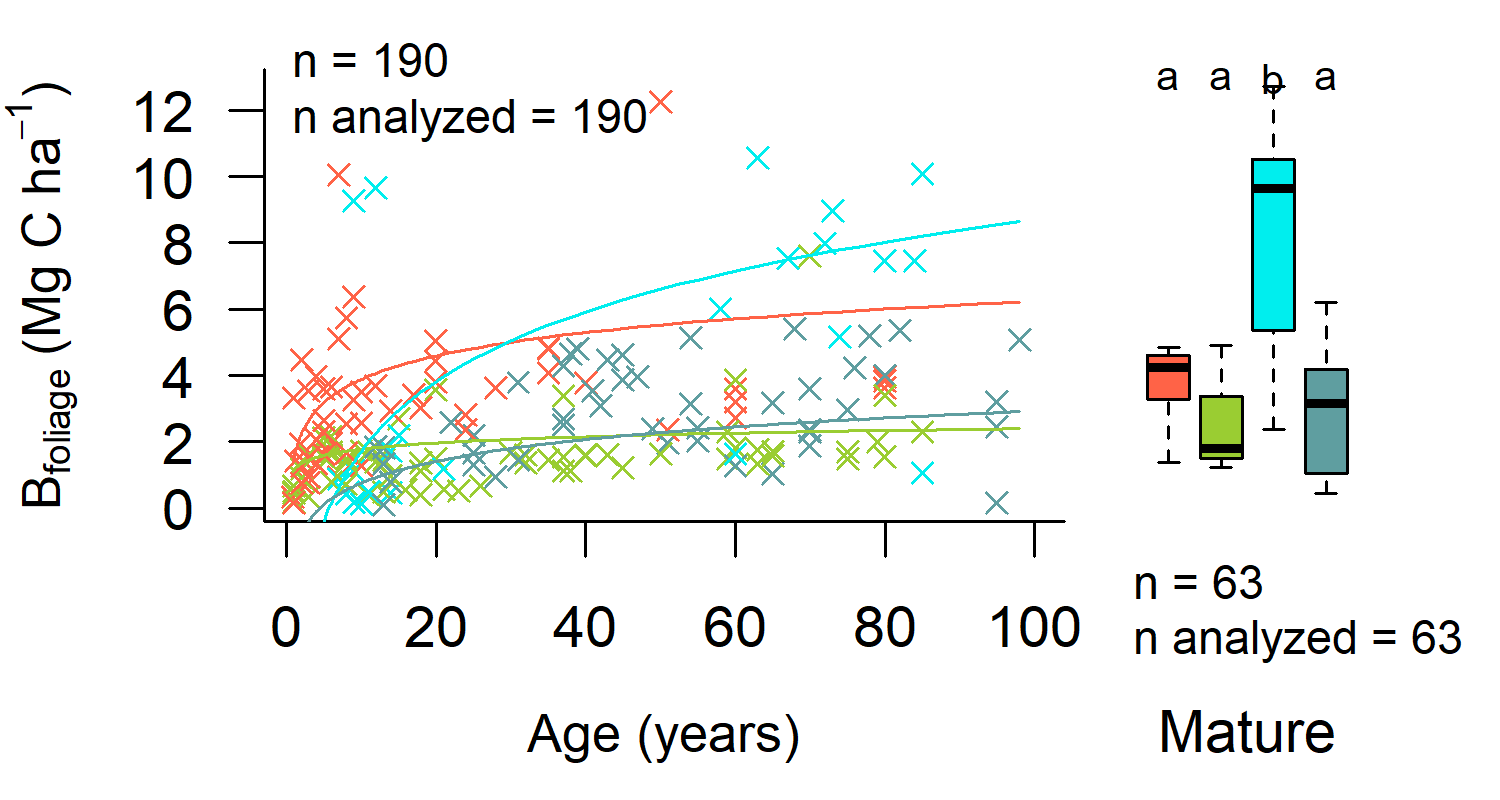 n = 190
n analyzed = 190
B_foliage (Mg C ha⁻¹)
12
10
8
6
4
2
0
0 20 40 60 80 100
Age (years)
a a b a
n = 63
n analyzed = 63
Mature